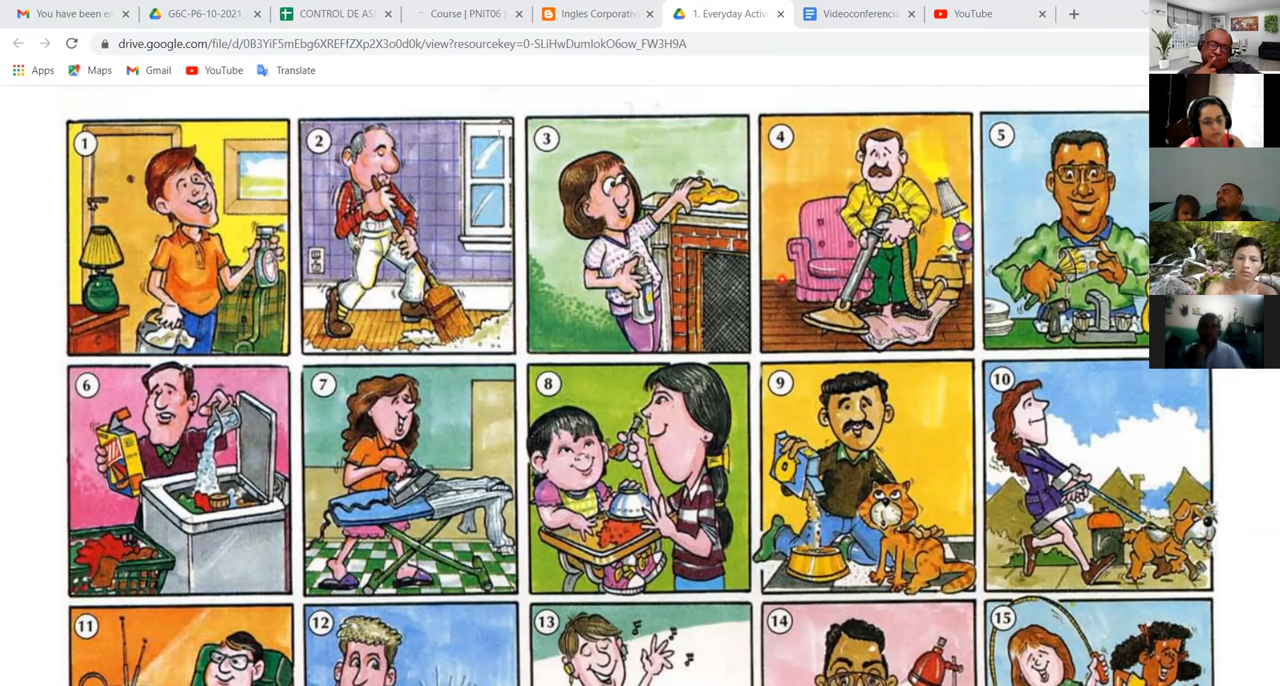 You have been en
G6C-P6-10-2021_
CONTROL DE AS
Course | PNIT06 |
Ingles Corporativ
1. Everyday Activ
Videoconferencia
YouTube
drive.google.com/file/d/0B3YiF5mEbg6XREFfZXp2X3o0d0k/view?resourcekey=0-SLiHwDumIokO6ow_FW3H9A
Apps
Maps
Gmail
YouTube
Translate
1
2
3
4
5
6
7
8
9
10
11
12
13
14
15